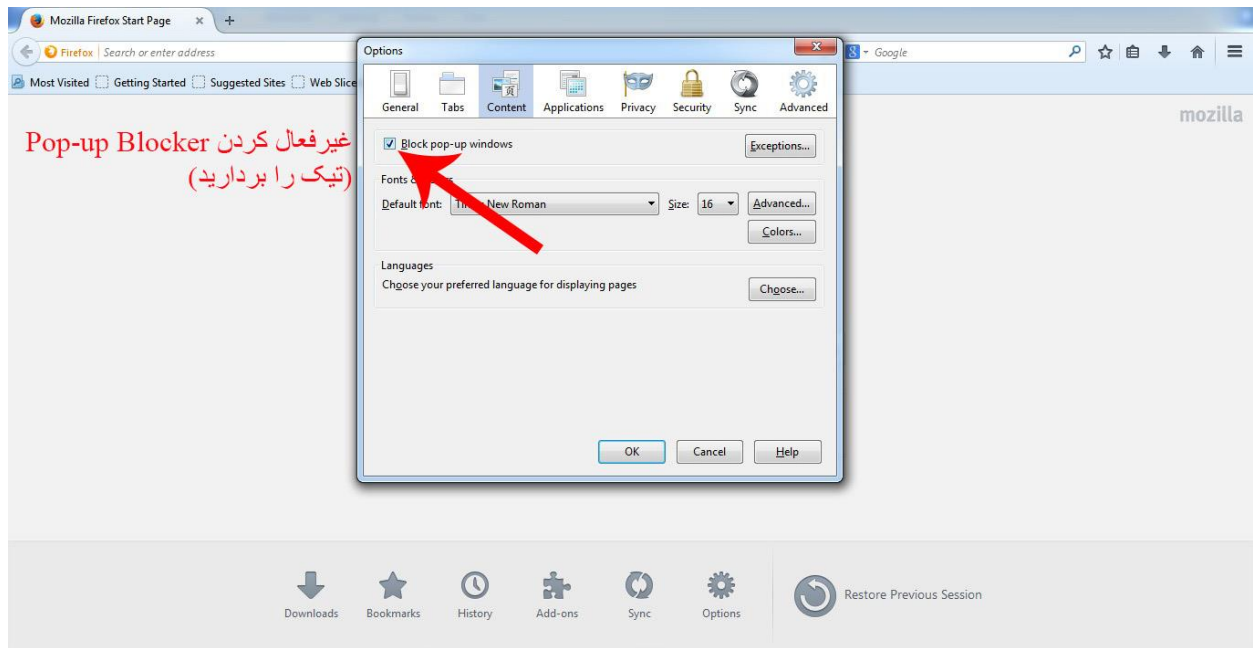 Mozilla Firefox Start Page
Firefox Search or enter address
Google
Most Visited Getting Started Suggested Sites Web Slice
mozilla
غیرفعال کردن Pop-up Blocker
(تیک را بردارید)
Options
General Tabs Content Applications Privacy Security Sync Advanced
Block pop-up windows Exceptions...
Fonts &
Default font: New Roman Size: 16 Advanced...
Colors...
Languages
Choose your preferred language for displaying pages Choose...
OK Cancel Help
Downloads Bookmarks History Add-ons Sync Options Restore Previous Session